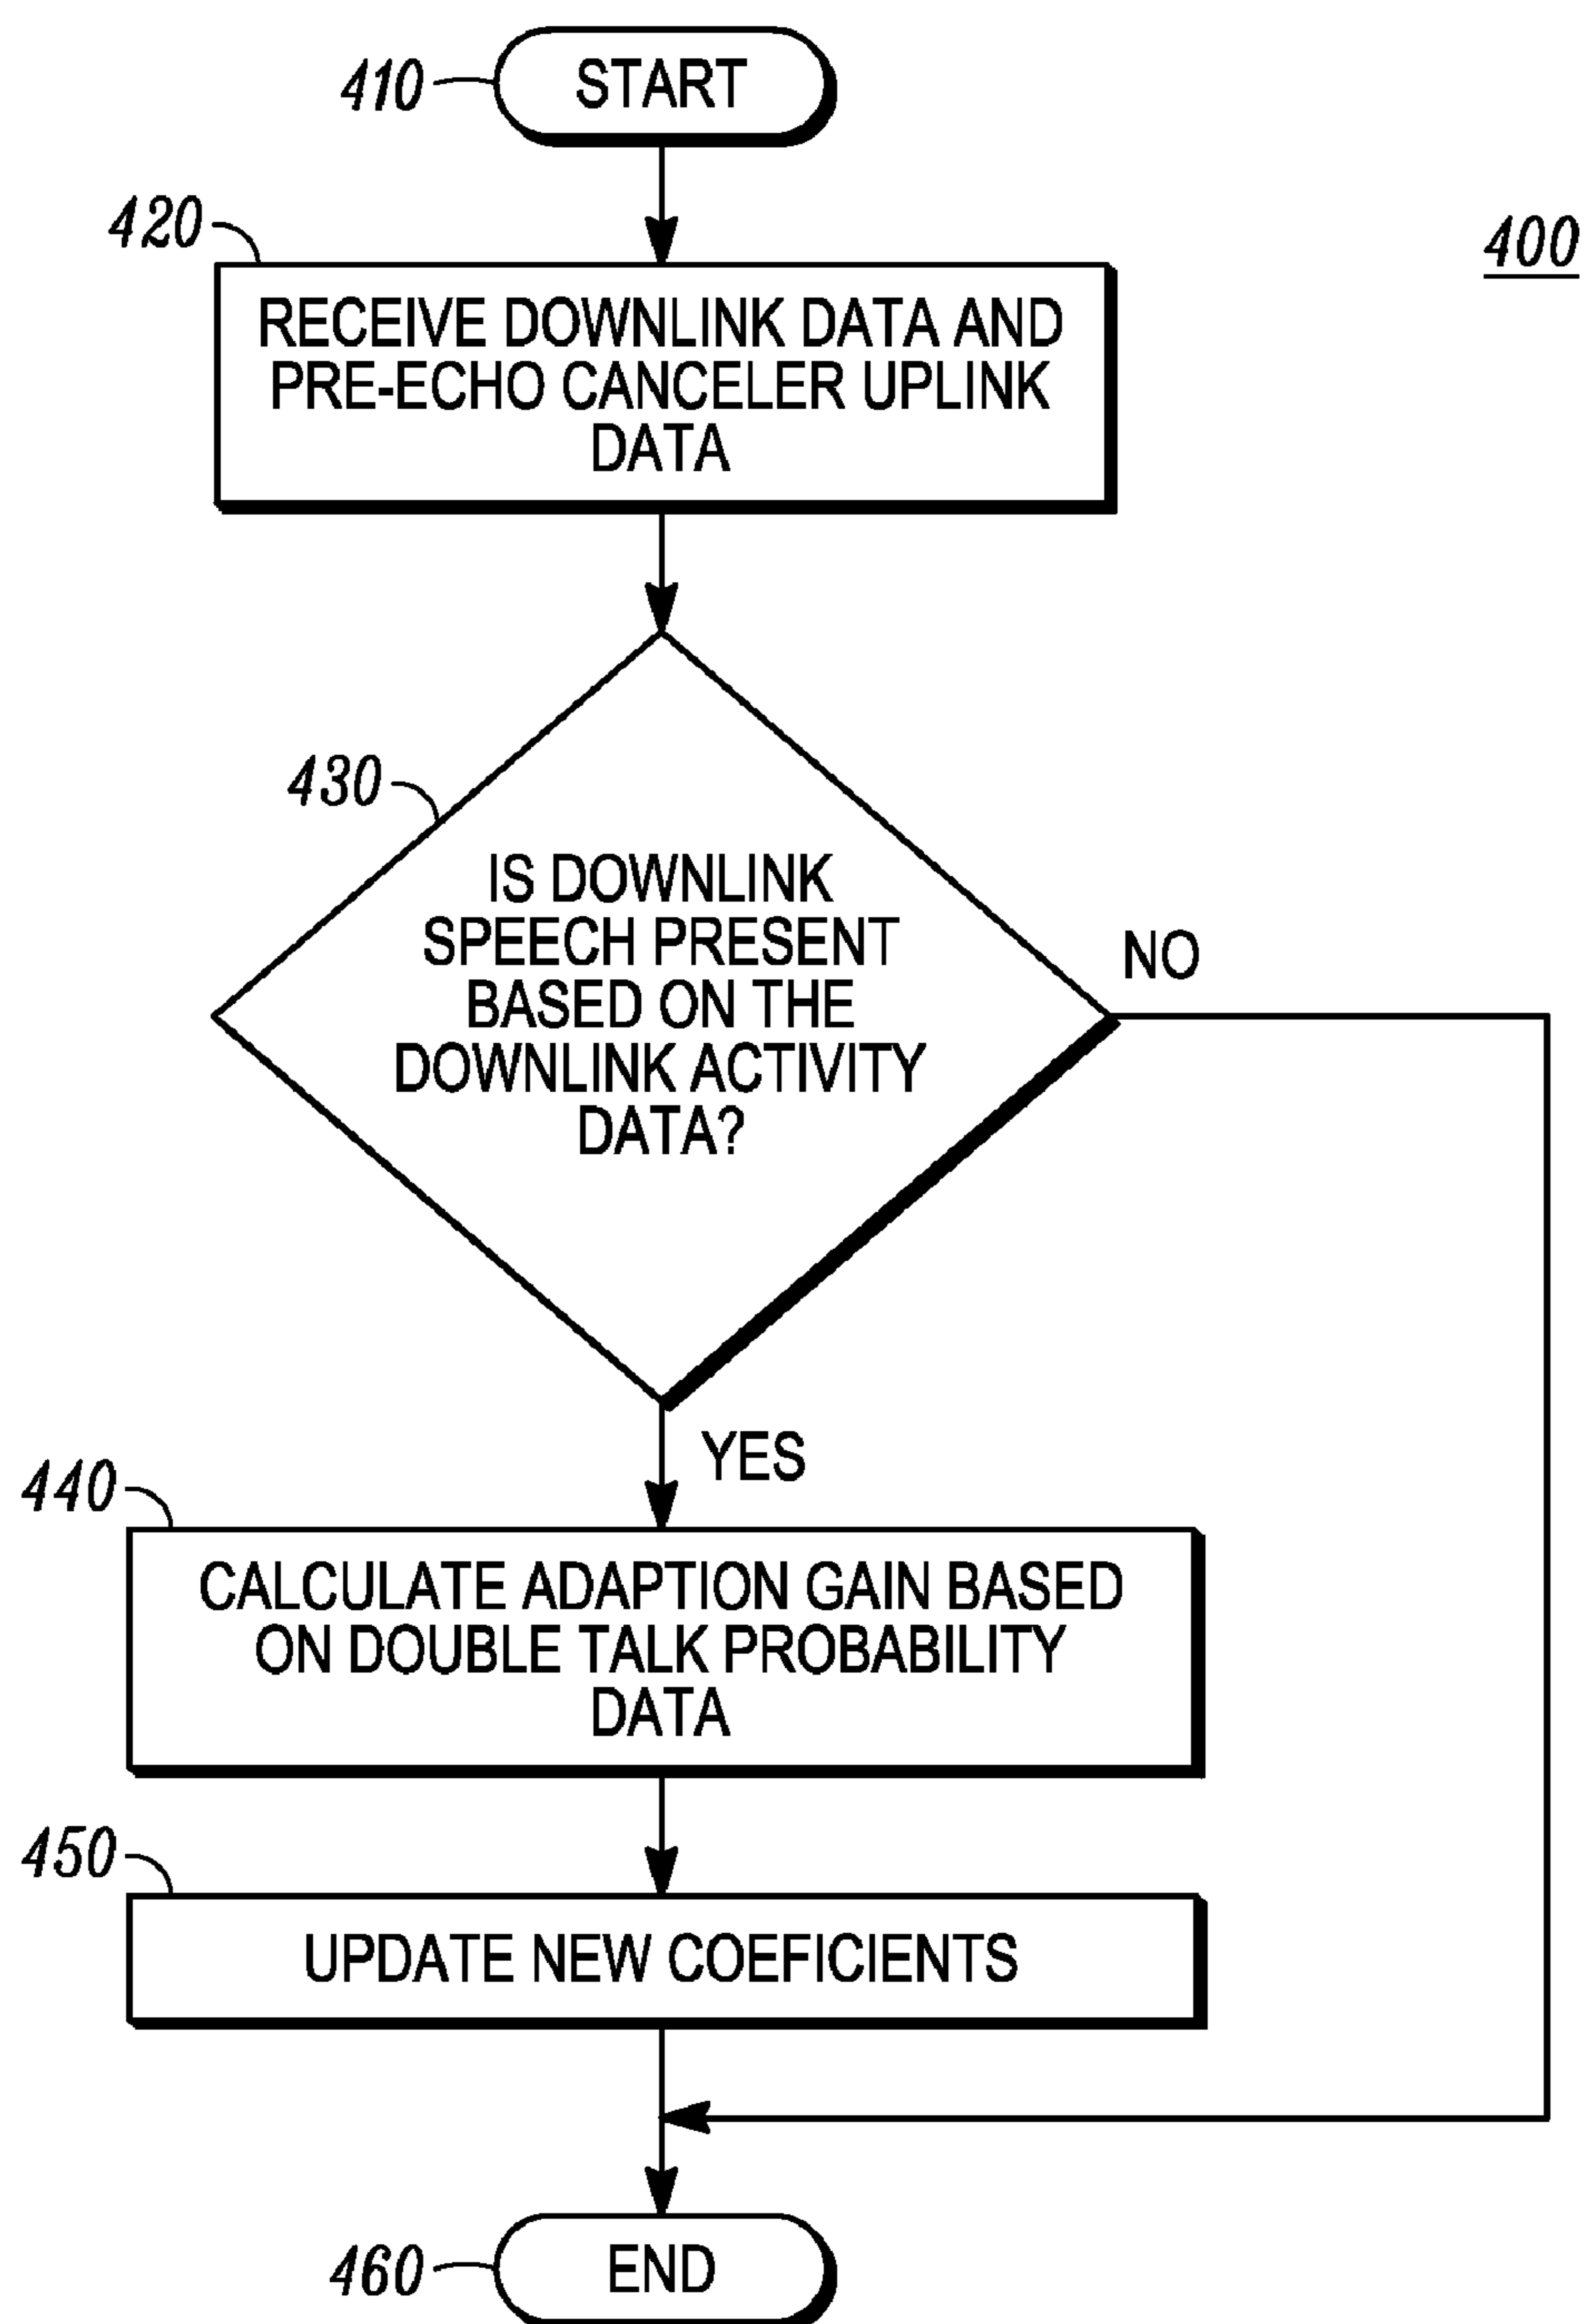 410
START
420
400
RECEIVE DOWNLINK DATA AND
PRE-ECHO CANCELER UPLINK
DATA
430
IS DOWNLINK
SPEECH PRESENT
BASED ON THE
DOWNLINK ACTIVITY
DATA?
NO
YES
440
CALCULATE ADAPTION GAIN BASED
ON DOUBLE TALK PROBABILITY
DATA
450
UPDATE NEW COEFICIENTS
460
END